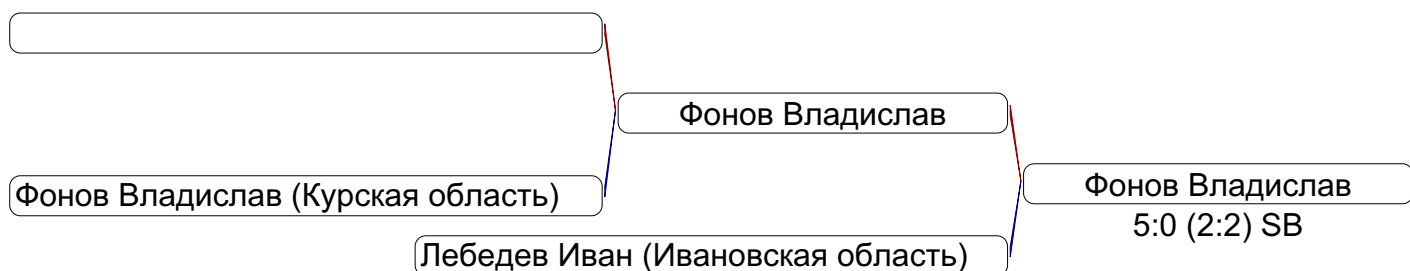 Фонов Владислав
Фонов Владислав (Курская область)
Фонов Владислав
5:0 (2:2) SB
Лебедев Иван (Ивановская область)